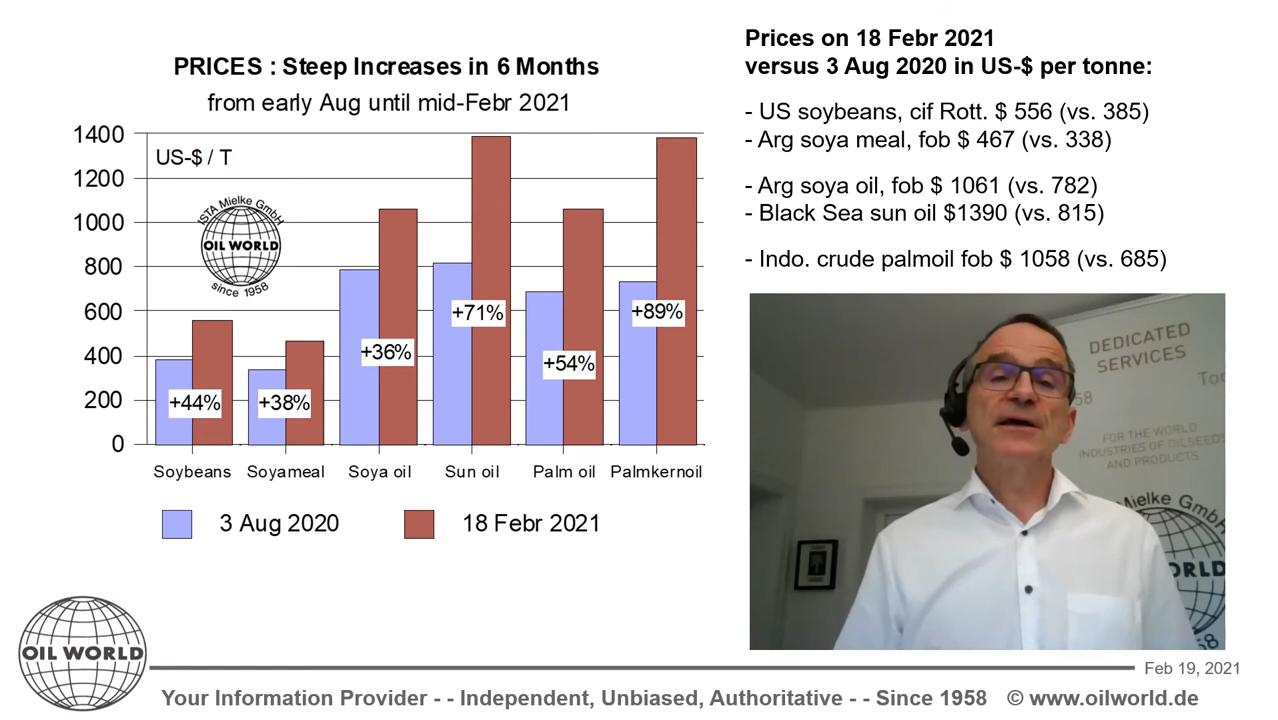 PRICES : Steep Increases in 6 Months
from early Aug until mid-Febr 2021
1400
1200
1000
800
600
400
200
0
US-$ / T
ISTA Mielke GmbH
OIL WORLD
since 1958
+44%
+38%
+36%
+71%
+54%
+89%
Soybeans
Soyameal
Soya oil
Sun oil
Palm oil
Palmkernoil
3 Aug 2020
18 Febr 2021
Prices on 18 Febr 2021
versus 3 Aug 2020 in US-$ per tonne:
- US soybeans, cif Rott. $ 556 (vs. 385)
- Arg soya meal, fob $ 467 (vs. 338)
- Arg soya oil, fob $ 1061 (vs. 782)
- Black Sea sun oil $1390 (vs. 815)
- Indo. crude palmoil fob $ 1058 (vs. 685)
DEDICATED
SERVICES
Tod
58
FOR THE WORLD
INDUSTRIES OF OILSEEDS
AND PRODUCTS
Mielke GmbH
ORLD
58
OIL WORLD
Feb 19, 2021
Your Information Provider - - Independent, Unbiased, Authoritative - - Since 1958 © www.oilworld.de